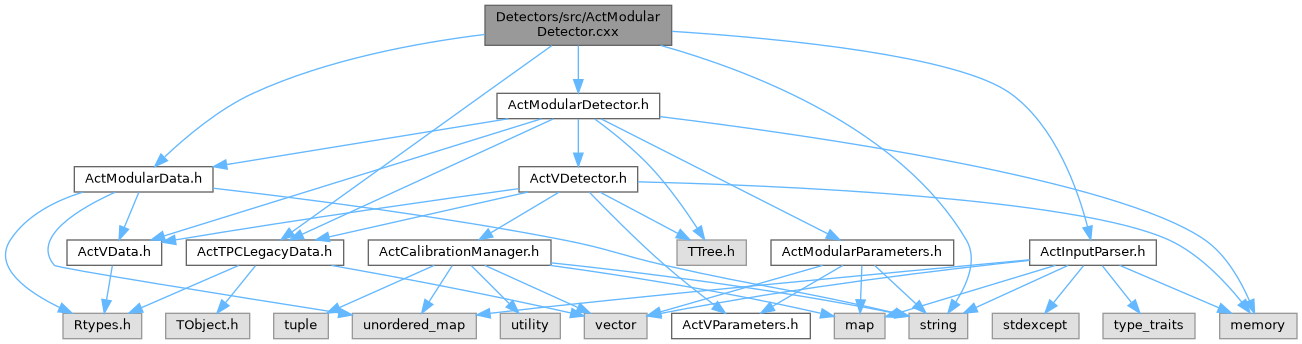 Detectors/src/ActModular
Detector.cxx
ActModularDetector.h
ActModularData.h
ActVDetector.h
ActVData.h
ActTPCLegacyData.h
ActCalibrationManager.h
TTree.h
ActModularParameters.h
ActInputParser.h
Rtypes.h
TObject.h
tuple
unordered_map
utility
vector
ActVParameters.h
map
string
stdexcept
type_traits
memory